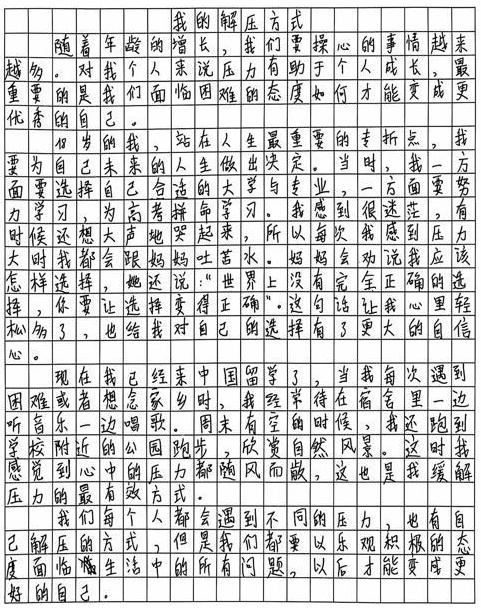 我的解压方式
随着年龄的增长，我们要操心的事情越来
越多。对我个人来说压力有助于个人成长，最
重要的是我们面临困难的态度如何才能变成更
优秀的自己。
18岁的我，站在人生最重要的专折点，我
要为自己未来的人生做出决定。当时，我一方
面要选择自己合适的大学与专业，一方面要努
力学习，为高考拼命学习。我感到很迷茫，有
时候还想大声地哭起来，所以每次我感到压力
大时我都会跟妈妈吐苦水。妈妈会劝说我应该
怎样选择，她还说：“世界上没有完全正确的选
择，你要让选择变得正确”。这句话让我心里轻
松多了，也给我对自己的选择有了更大的自信
心。
现在我已经来中国留学了，当我每次遇到
困难或者想念家乡时，我经常待在宿舍里一边
听音乐一边唱歌。周末有空的时候，我还跑到
学校附近的公园跑步，欣赏自然风景。这时我
感觉到心中的压力都随风而散，这也是我缓解
压力的最有效方式。
我们每个人都会遇到不同的压力，也有自
己解压的方式，但是我们都要以乐观积极的态
度面临生活中的所有问题，以后才能变成更
好的自己。